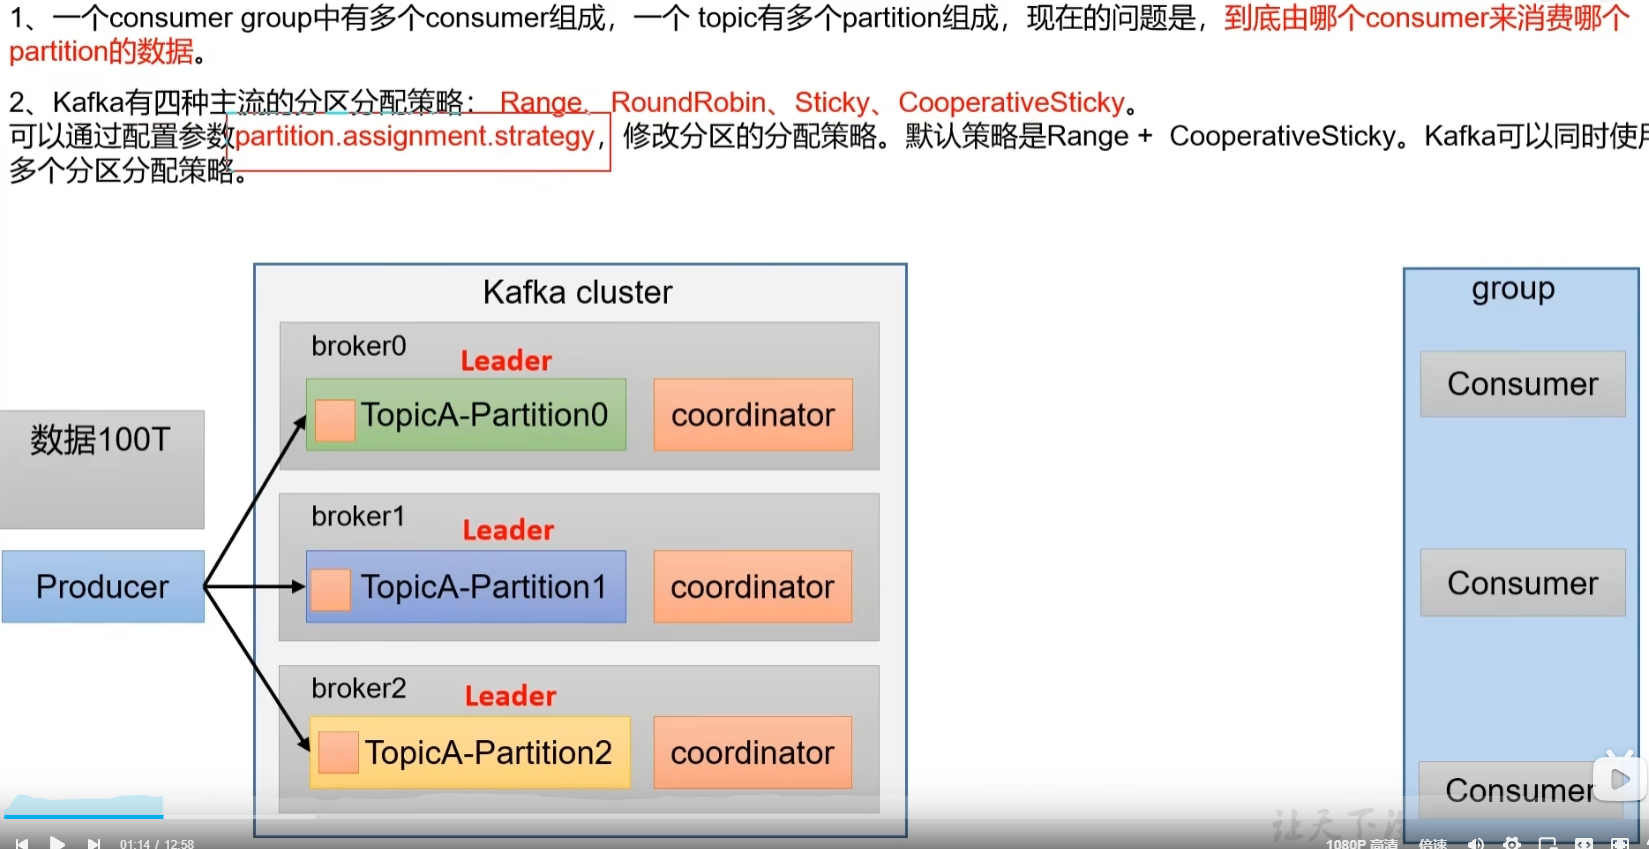 1、一个consumer group中有多个consumer组成，一个 topic有多个partition组成，现在的问题是，到底由哪个consumer来消费哪个
partition的数据。
2、Kafka有四种主流的分区分配策略： Range、RoundRobin、Sticky、CooperativeSticky。
可以通过配置参数partition.assignment.strategy，修改分区的分配策略。默认策略是Range + CooperativeSticky。Kafka可以同时使用
多个分区分配策略。
Kafka cluster
group
broker0
Leader
TopicA-Partition0
coordinator
Consumer
数据100T
broker1
Leader
Producer
TopicA-Partition1
coordinator
Consumer
broker2
Leader
TopicA-Partition2
coordinator
Consumer
让天下
01:14 / 12:58
1080P 高清
倍速